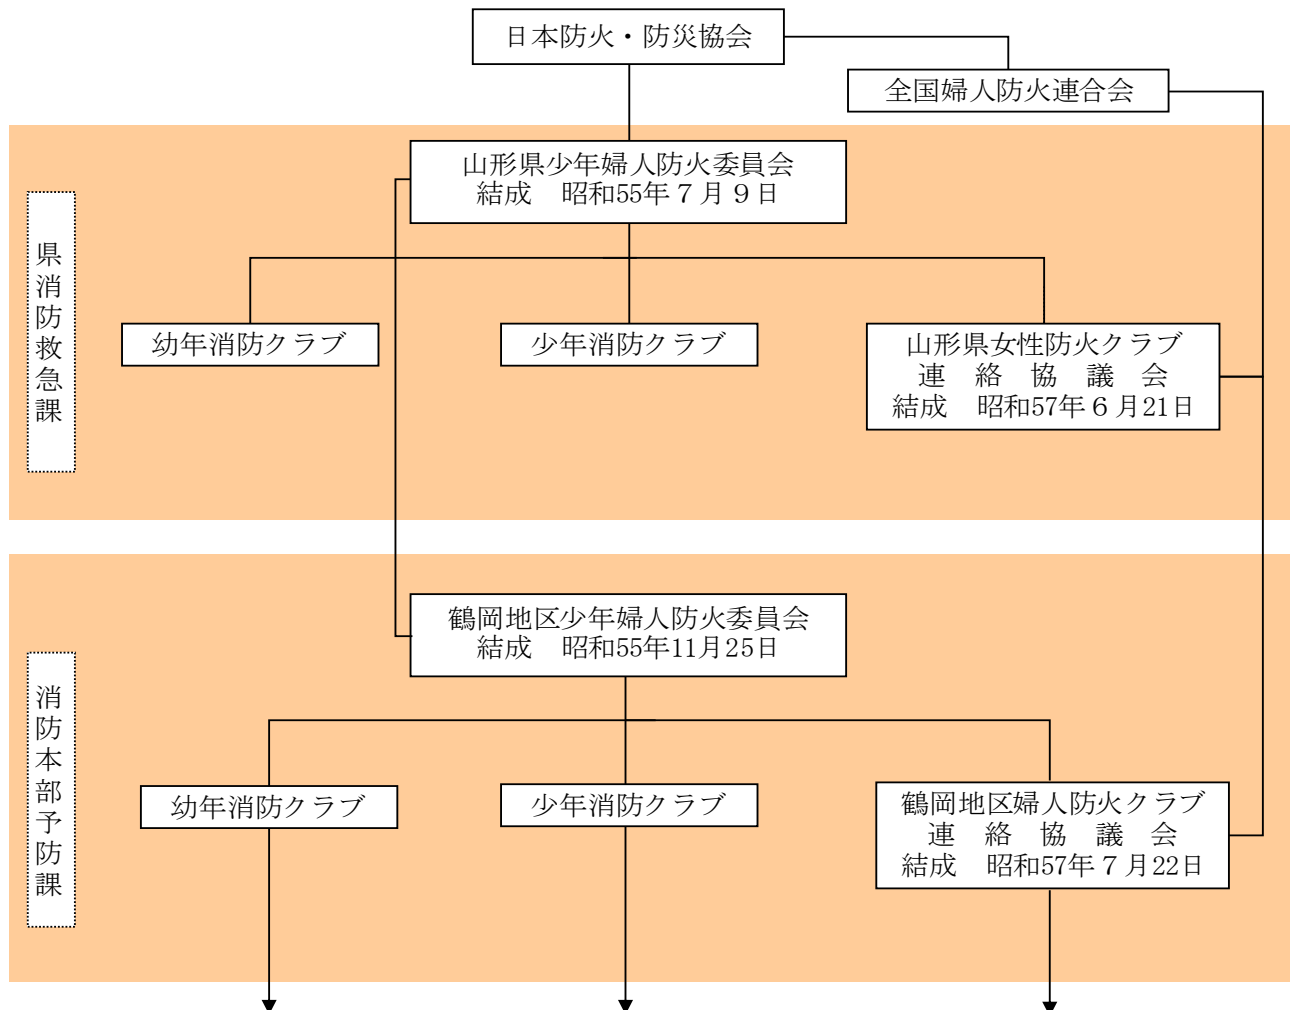 日本防火・防災協会
全国婦人防火連合会
山形県少年婦人防火委員会
結成　昭和55年７月９日
県消防救急課
幼年消防クラブ
少年消防クラブ
山形県女性防火クラブ
連　絡　協　議　会
結成　昭和57年６月21日
鶴岡地区少年婦人防火委員会
結成　昭和55年11月25日
消防本部予防課
幼年消防クラブ
少年消防クラブ
鶴岡地区婦人防火クラブ
連　絡　協　議　会
結成　昭和57年７月22日